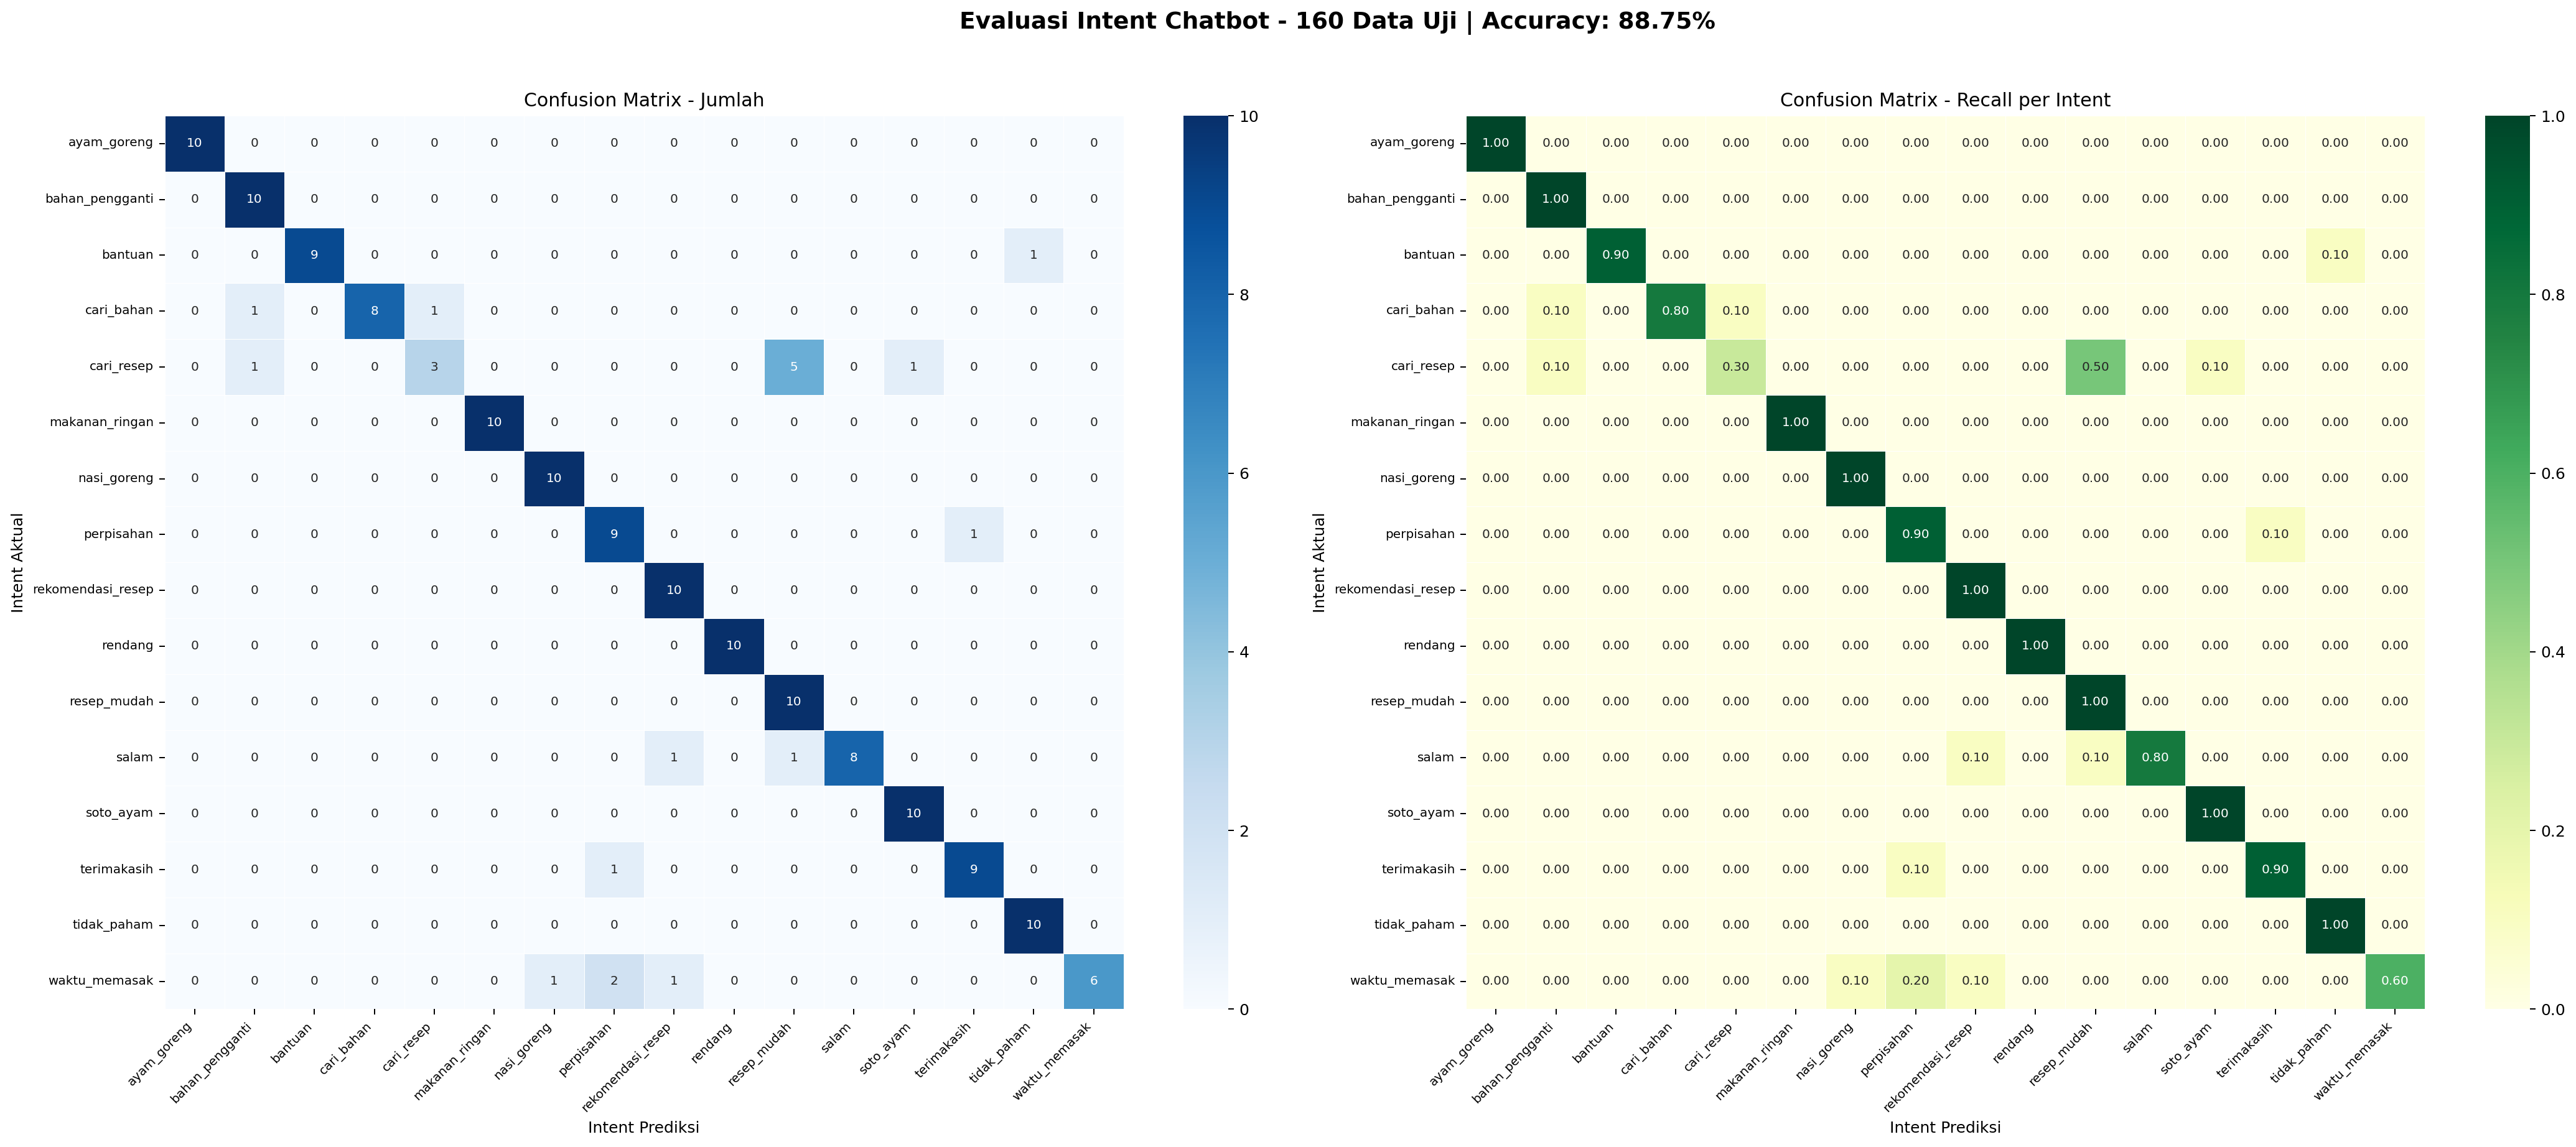 Evaluasi Intent Chatbot - 160 Data Uji | Accuracy: 88.75%
Confusion Matrix - Jumlah
Intent Aktual
ayam_goreng 10 0 0 0 0 0 0 0 0 0 0 0 0 0 0 0
bahan_pengganti 0 10 0 0 0 0 0 0 0 0 0 0 0 0 0 0
bantuan 0 0 9 0 0 0 0 0 0 0 0 0 0 0 1 0
cari_bahan 0 1 0 8 1 0 0 0 0 0 0 0 0 0 0 0
cari_resep 0 1 0 0 3 0 0 0 0 0 5 0 1 0 0 0
makanan_ringan 0 0 0 0 0 10 0 0 0 0 0 0 0 0 0 0
nasi_goreng 0 0 0 0 0 0 10 0 0 0 0 0 0 0 0 0
perpisahan 0 0 0 0 0 0 0 9 0 0 0 0 0 1 0 0
rekomendasi_resep 0 0 0 0 0 0 0 0 10 0 0 0 0 0 0 0
rendang 0 0 0 0 0 0 0 0 0 10 0 0 0 0 0 0
resep_mudah 0 0 0 0 0 0 0 0 0 0 10 0 0 0 0 0
salam 0 0 0 0 0 0 0 0 1 0 1 8 0 0 0 0
soto_ayam 0 0 0 0 0 0 0 0 0 0 0 0 10 0 0 0
terimakasih 0 0 0 0 0 0 0 1 0 0 0 0 0 9 0 0
tidak_paham 0 0 0 0 0 0 0 0 0 0 0 0 0 0 10 0
waktu_memasak 0 0 0 0 0 0 1 2 1 0 0 0 0 0 0 6
ayam_goreng bahan_pengganti bantuan cari_bahan cari_resep makanan_ringan nasi_goreng perpisahan rekomendasi_resep rendang resep_mudah salam soto_ayam terimakasih tidak_paham waktu_memasak
Intent Prediksi
10
8
6
4
2
0
Confusion Matrix - Recall per Intent
Intent Aktual
ayam_goreng 1.00 0.00 0.00 0.00 0.00 0.00 0.00 0.00 0.00 0.00 0.00 0.00 0.00 0.00 0.00 0.00
bahan_pengganti 0.00 1.00 0.00 0.00 0.00 0.00 0.00 0.00 0.00 0.00 0.00 0.00 0.00 0.00 0.00 0.00
bantuan 0.00 0.00 0.90 0.00 0.00 0.00 0.00 0.00 0.00 0.00 0.00 0.00 0.00 0.00 0.10 0.00
cari_bahan 0.00 0.10 0.00 0.80 0.10 0.00 0.00 0.00 0.00 0.00 0.00 0.00 0.00 0.00 0.00 0.00
cari_resep 0.00 0.10 0.00 0.00 0.30 0.00 0.00 0.00 0.00 0.00 0.50 0.00 0.10 0.00 0.00 0.00
makanan_ringan 0.00 0.00 0.00 0.00 0.00 1.00 0.00 0.00 0.00 0.00 0.00 0.00 0.00 0.00 0.00 0.00
nasi_goreng 0.00 0.00 0.00 0.00 0.00 0.00 1.00 0.00 0.00 0.00 0.00 0.00 0.00 0.00 0.00 0.00
perpisahan 0.00 0.00 0.00 0.00 0.00 0.00 0.00 0.90 0.00 0.00 0.00 0.00 0.00 0.10 0.00 0.00
rekomendasi_resep 0.00 0.00 0.00 0.00 0.00 0.00 0.00 0.00 1.00 0.00 0.00 0.00 0.00 0.00 0.00 0.00
rendang 0.00 0.00 0.00 0.00 0.00 0.00 0.00 0.00 0.00 1.00 0.00 0.00 0.00 0.00 0.00 0.00
resep_mudah 0.00 0.00 0.00 0.00 0.00 0.00 0.00 0.00 0.00 0.00 1.00 0.00 0.00 0.00 0.00 0.00
salam 0.00 0.00 0.00 0.00 0.00 0.00 0.00 0.00 0.10 0.00 0.10 0.80 0.00 0.00 0.00 0.00
soto_ayam 0.00 0.00 0.00 0.00 0.00 0.00 0.00 0.00 0.00 0.00 0.00 0.00 1.00 0.00 0.00 0.00
terimakasih 0.00 0.00 0.00 0.00 0.00 0.00 0.00 0.10 0.00 0.00 0.00 0.00 0.00 0.90 0.00 0.00
tidak_paham 0.00 0.00 0.00 0.00 0.00 0.00 0.00 0.00 0.00 0.00 0.00 0.00 0.00 0.00 1.00 0.00
waktu_memasak 0.00 0.00 0.00 0.00 0.00 0.00 0.10 0.20 0.10 0.00 0.00 0.00 0.00 0.00 0.00 0.60
ayam_goreng bahan_pengganti bantuan cari_bahan cari_resep makanan_ringan nasi_goreng perpisahan rekomendasi_resep rendang resep_mudah salam soto_ayam terimakasih tidak_paham waktu_memasak
Intent Prediksi
1.0
0.8
0.6
0.4
0.2
0.0